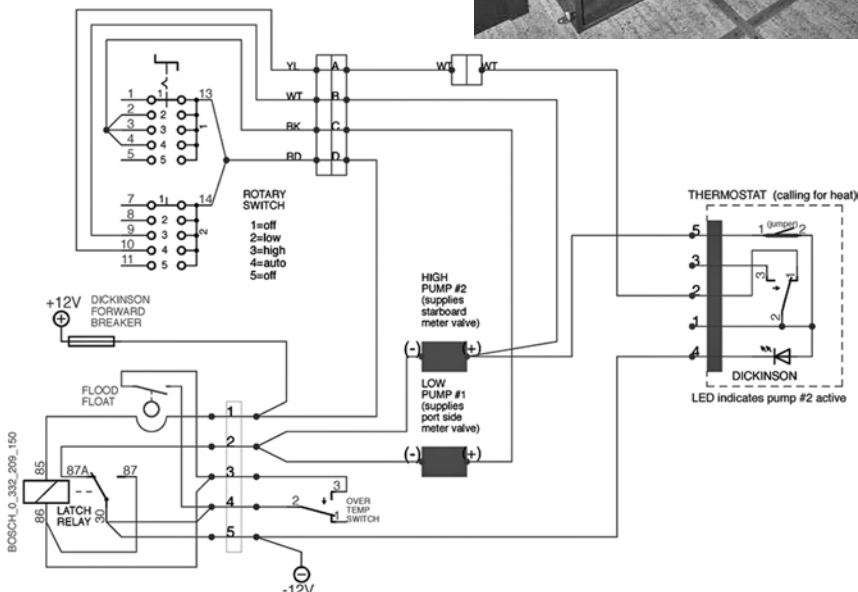 YL A
WT B
BK C
RD D
WT WT
1 1 13
2 2
3 3 1
4 4
5 5
7 1 14
8 2
9 3 2
10 4
11 5
ROTARY
SWITCH
1=off
2=low
3=high
4=auto
5=off
THERMOSTAT (calling for heat)
5 1 (jumper) 2
3 3 1
2
1 2
4
DICKINSON
LED indicates pump #2 active
HIGH
PUMP #2
(supplies
starboard
meter valve)
(-) (+)
LOW
PUMP #1
(supplies
port side
meter valve)
(-) (+)
+12V
DICKINSON
FORWARD
BREAKER
FLOOD
FLOAT
1
2
3
4
5
BOSCH_0_332_209_150
85
86
87A 87
30
LATCH
RELAY
3
2
1
OVER
TEMP
SWITCH
-12V